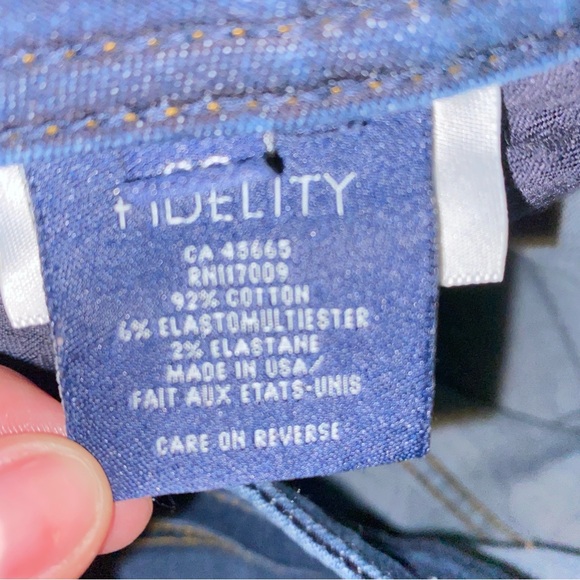 FIDELITY
CA 43665
RN117009
92% COTTON
6% ELASTOMULTIESTER
2% ELASTANE
MADE IN USA/
FAIT AUX ETATS-UNIS
CARE ON REVERSE